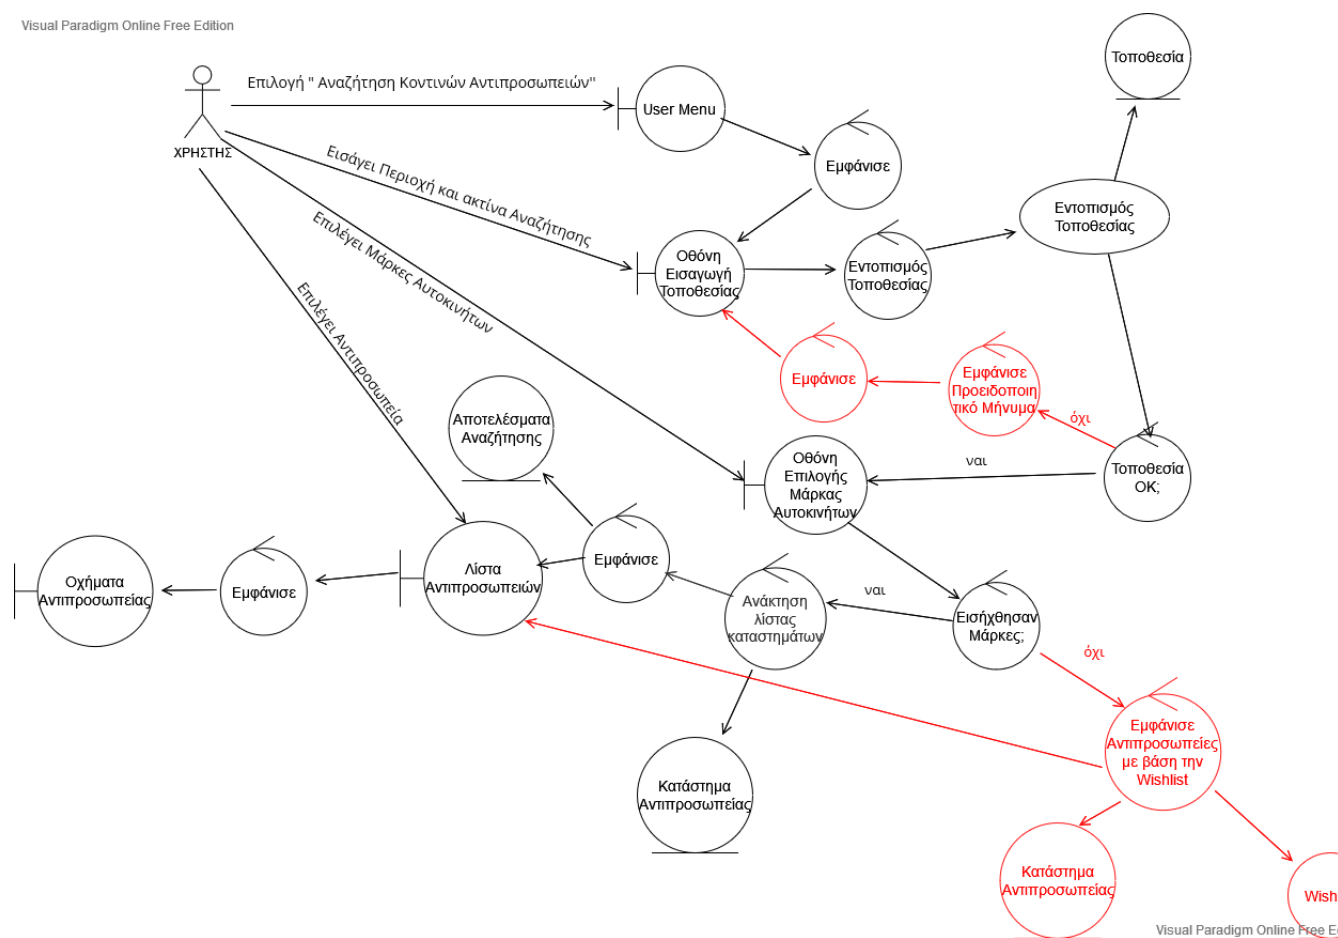 Visual Paradigm Online Free Edition
Τοποθεσία
Επιλογή " Αναζήτηση Κοντινών Αντιπροσωπειών"
User Menu
ΧΡΗΣΤΗΣ
Εμφάνισε
Εισάγει Περιοχή και ακτίνα Αναζήτησης
Εντοπισμός
Τοποθεσίας
Επιλέγει Μάρκες Αυτοκινήτων
Οθόνη
Εισαγωγή
Τοποθεσίας
Εντοπισμός
Τοποθεσίας
Επιλέγει Αντιπροσωπεία
Εμφάνισε
Εμφάνισε
Προειδοποιη
τικό Μήνυμα
όχι
Αποτελέσματα
Αναζήτησης
Οθόνη
Επιλογής
Μάρκας
Αυτοκινήτων
ναι
Τοποθεσία
ΟΚ;
Οχήματα
Αντιπροσωπείας
Εμφάνισε
Λίστα
Αντιπροσωπειών
Εμφάνισε
Ανάκτηση
λίστας
καταστημάτων
ναι
Εισήχθησαν
Μάρκες;
όχι
Εμφάνισε
Αντιπροσωπείες
με βάση την
Wishlist
Κατάστημα
Αντιπροσωπείας
Κατάστημα
Αντιπροσωπείας
Wish
Visual Paradigm Online Free E